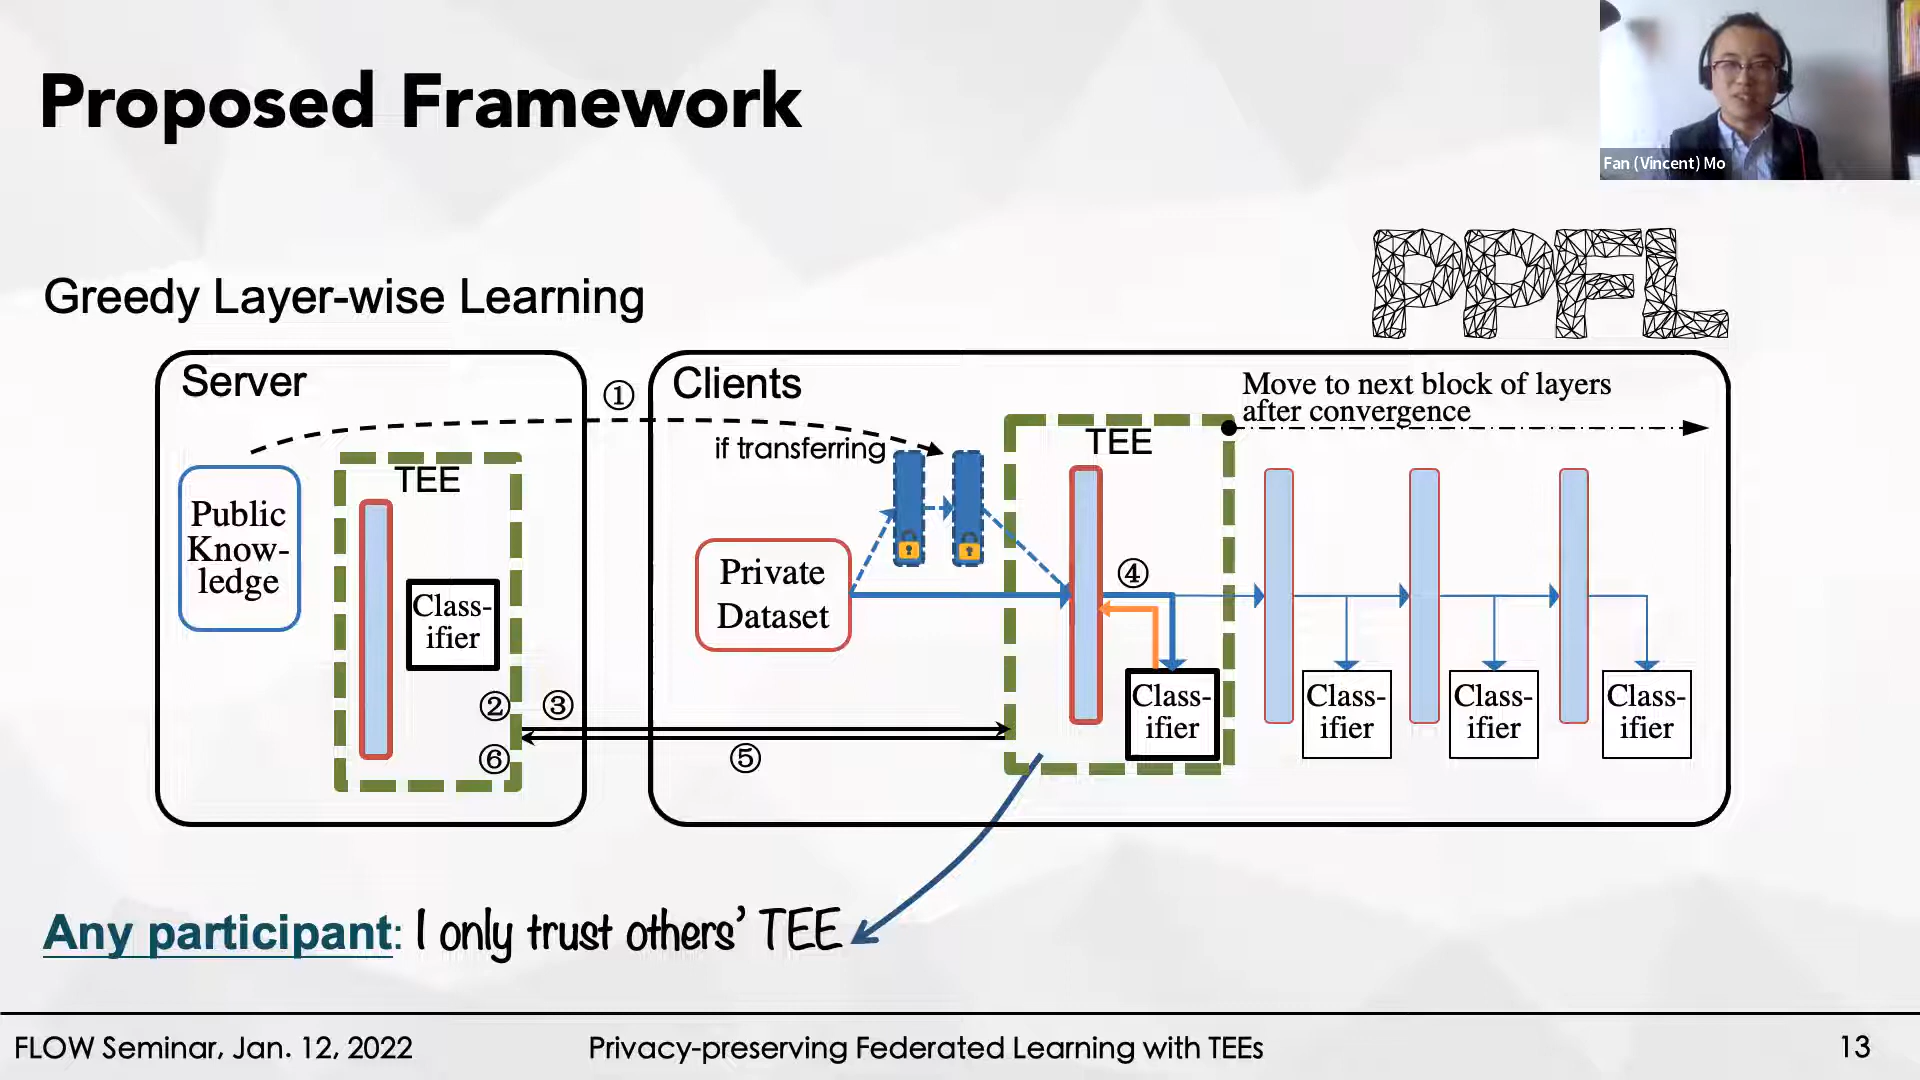 Proposed Framework
Fan (Vincent) Mo
PPFL
Greedy Layer-wise Learning
Server
①
Clients
Move to next block of layers
after convergence
if transferring
TEE
TEE
Public
Know-
ledge
Class-
ifier
Private
Dataset
④
② ③
⑥
⑤
Class-
ifier
Class-
ifier
Class-
ifier
Class-
ifier
Any participant: I only trust others’ TEE
FLOW Seminar, Jan. 12, 2022
Privacy-preserving Federated Learning with TEEs
13